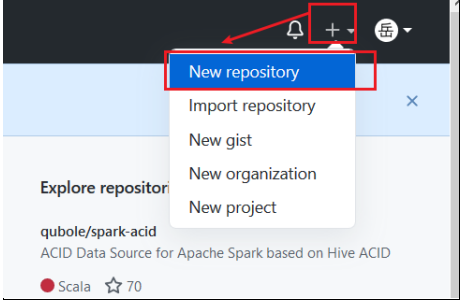 岳
New repository
Import repository
New gist
New organization
New project
Explore repositori
qubole/spark-acid
ACID Data Source for Apache Spark based on Hive ACID
Scala 70